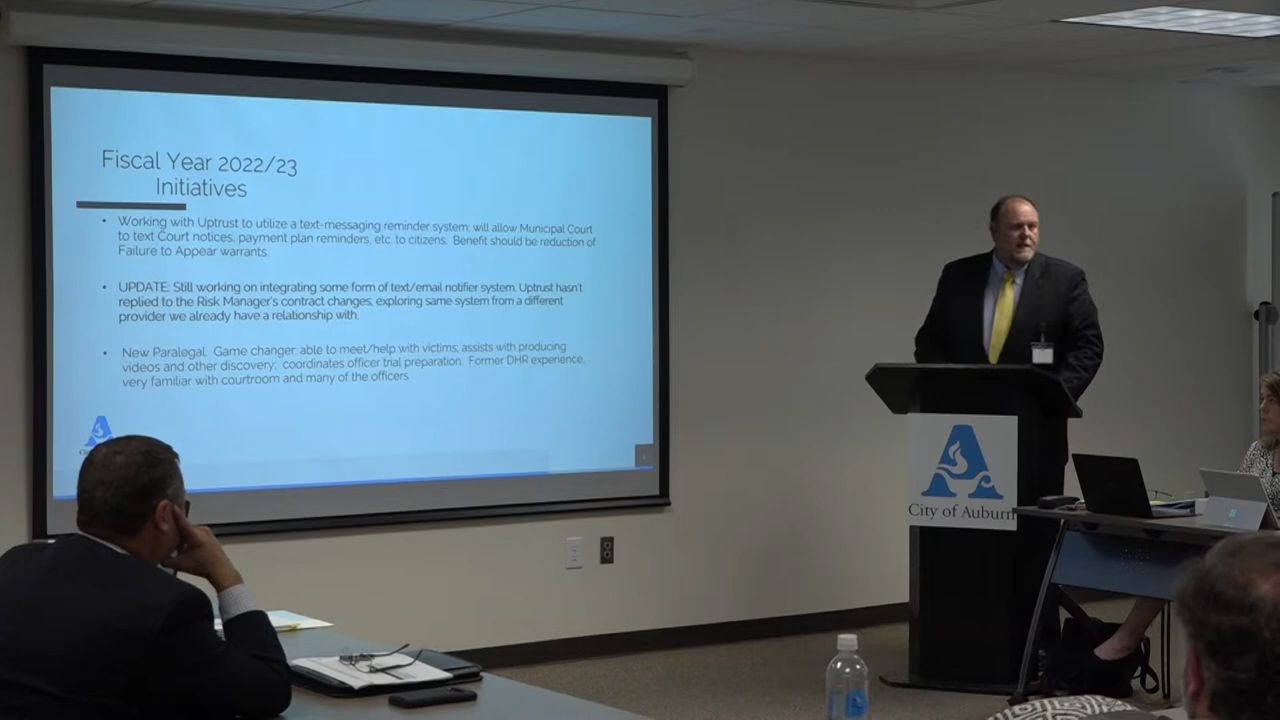 Fiscal Year 2022/23
Initiatives
• Working with Uptrust to utilize a text-messaging reminder system; will allow Municipal Court
to text Court notices, payment plan reminders, etc. to citizens. Benefit should be reduction of
Failure to Appear warrants.
• UPDATE: Still working on integrating some form of text/email notifier system. Uptrust hasn't
replied to the Risk Manager's contract changes; exploring same system from a different
provider we already have a relationship with.
• New Paralegal. Game changer; able to meet/help with victims; assists with producing
videos and other discovery; coordinates officer trial preparation. Former DHR experience,
very familiar with courtroom and many of the officers.
City of Auburn